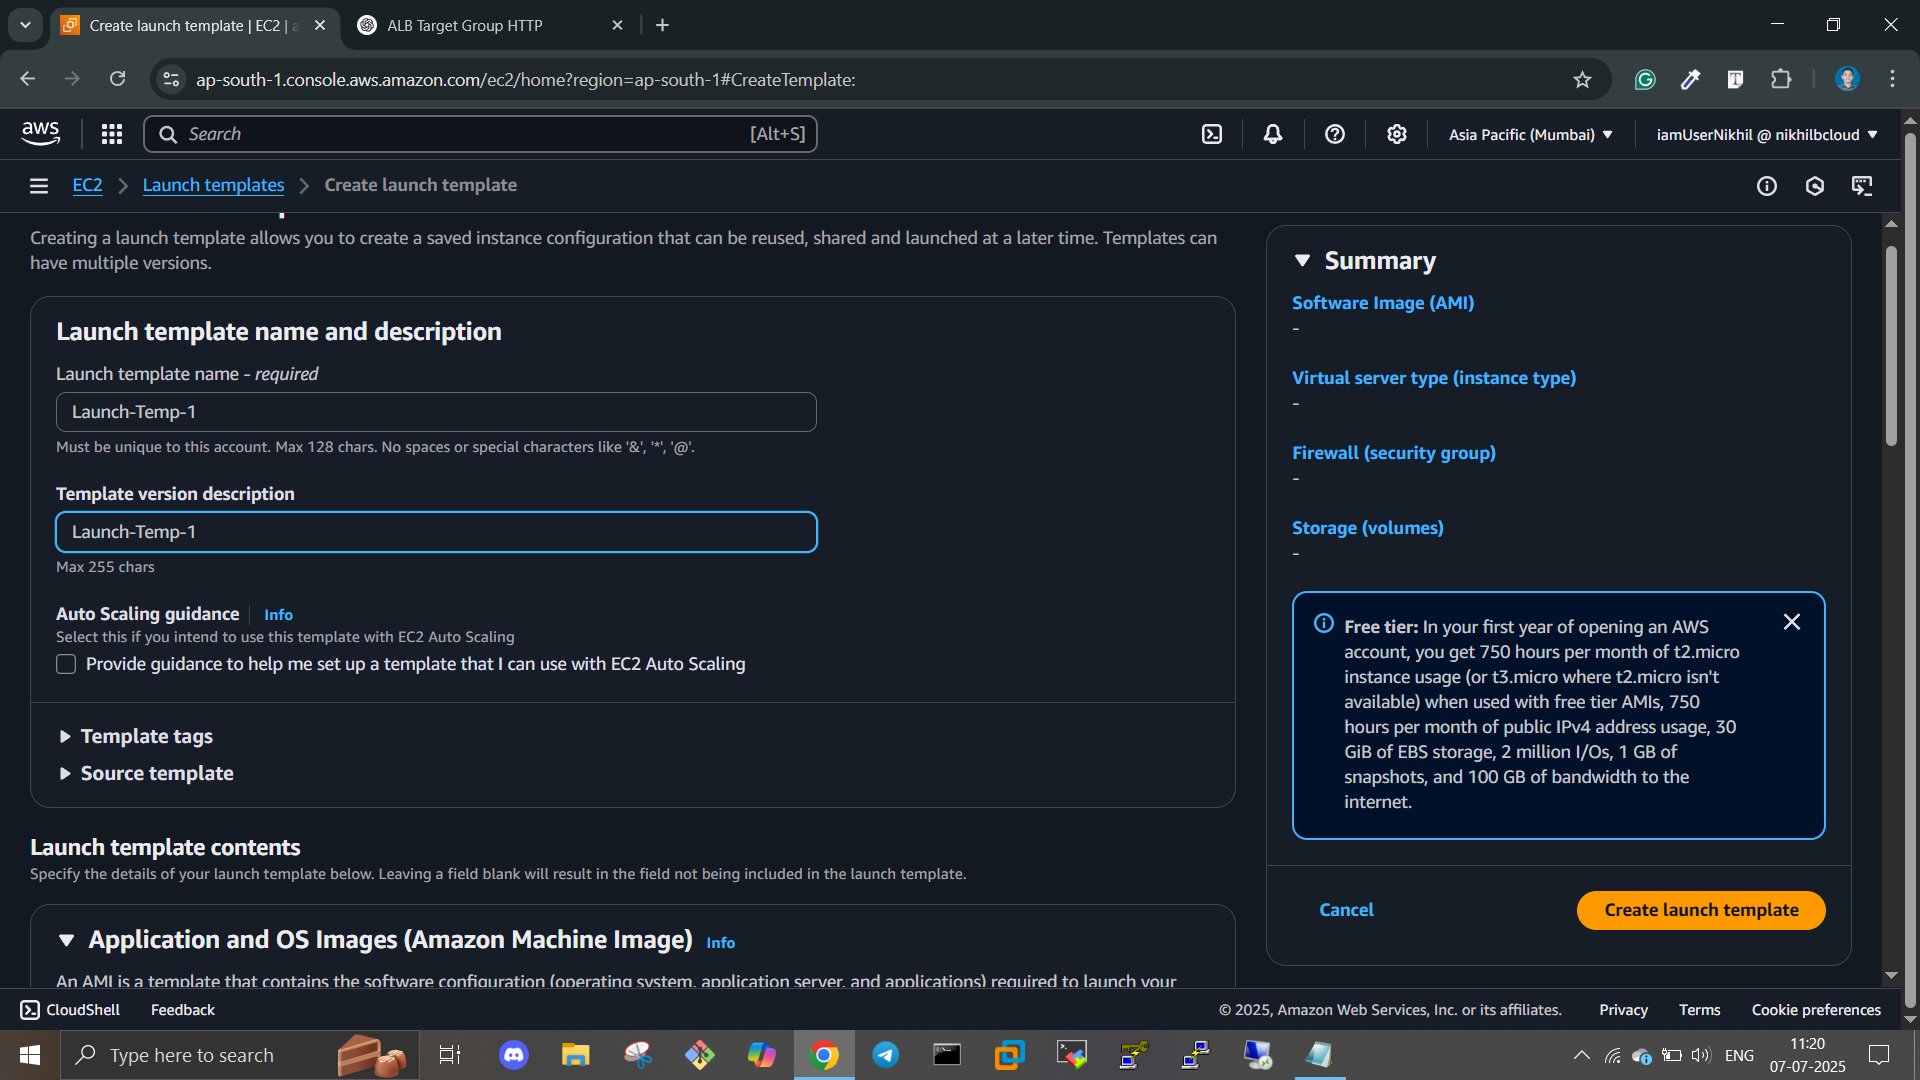 Create launch template | EC2 | a
ALB Target Group HTTP
ap-south-1.console.aws.amazon.com/ec2/home?region=ap-south-1#CreateTemplate:
aws
Search
[Alt+S]
Asia Pacific (Mumbai)
iamUserNikhil @ nikhilbcloud
EC2
Launch templates
Create launch template
Creating a launch template allows you to create a saved instance configuration that can be reused, shared and launched at a later time. Templates can
have multiple versions.
Launch template name and description
Launch template name - required
Launch-Temp-1
Must be unique to this account. Max 128 chars. No spaces or special characters like '&', '*', '@'.
Template version description
Launch-Temp-1
Max 255 chars
Auto Scaling guidance
Info
Select this if you intend to use this template with EC2 Auto Scaling
Provide guidance to help me set up a template that I can use with EC2 Auto Scaling
Template tags
Source template
Launch template contents
Specify the details of your launch template below. Leaving a field blank will result in the field not being included in the launch template.
Application and OS Images (Amazon Machine Image)
Info
An AMI is a template that contains the software configuration (operating system, application server, and applications) required to launch your
Summary
Software Image (AMI)
-
Virtual server type (instance type)
-
Firewall (security group)
-
Storage (volumes)
-
Free tier: In your first year of opening an AWS
account, you get 750 hours per month of t2.micro
instance usage (or t3.micro where t2.micro isn't
available) when used with free tier AMIs, 750
hours per month of public IPv4 address usage, 30
GiB of EBS storage, 2 million I/Os, 1 GB of
snapshots, and 100 GB of bandwidth to the
internet.
Cancel
Create launch template
CloudShell
Feedback
© 2025, Amazon Web Services, Inc. or its affiliates.
Privacy
Terms
Cookie preferences
Type here to search
ENG
11:20
07-07-2025